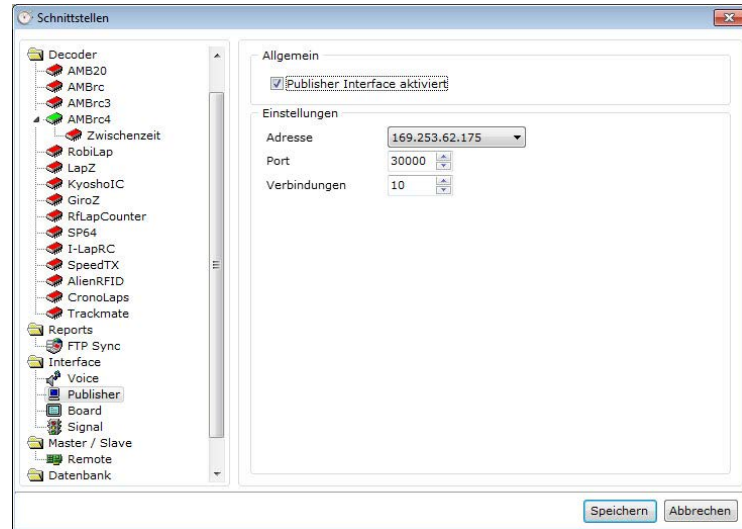 Schnittstellen
Decoder
AMB20
AMBrc
AMBrc3
AMBrc4
Zwischenzeit
RobiLap
LapZ
KyoshoIC
GiroZ
RfLapCounter
SP64
I-LapRC
SpeedTX
AlienRFID
CronoLaps
Trackmate
Reports
FTP Sync
Interface
Voice
Publisher
Board
Signal
Master / Slave
Remote
Datenbank
Allgemein
Publisher Interface aktiviert
Einstellungen
Adresse 169.253.62.175
Port 30000
Verbindungen 10
Speichern Abbrechen